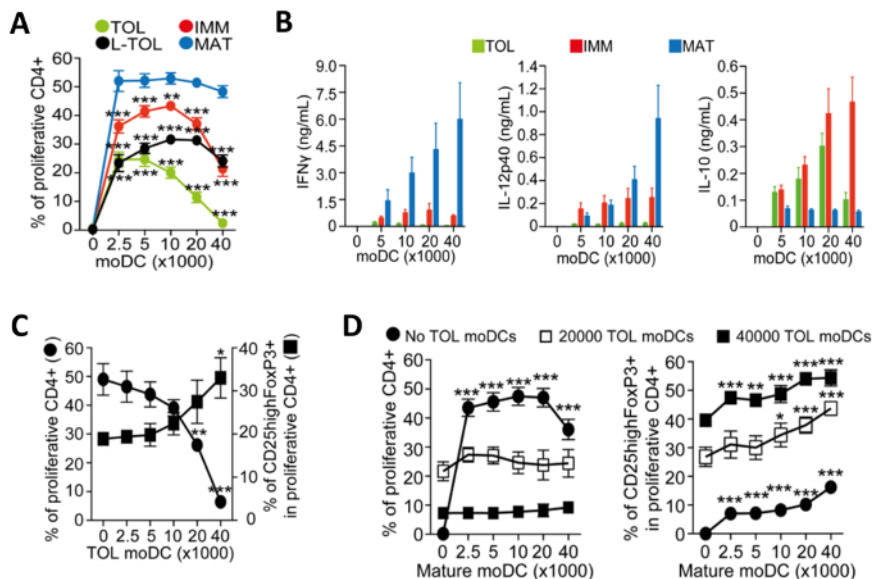 A
TOL IMM
L-TOL MAT
% of proliferative CD4+
60
50
40
30
20
10
0
*** *** ** ***
*** *** *** ***
*** *** *** *** ***
***
0 2.5 5 10 20 40
moDC (x1000)
B
TOL IMM MAT
IFNγ (ng/mL)
9.0
7.5
6.0
4.5
3.0
1.5
0
0 5 10 20 40
IL-12p40 (ng/mL)
1.4
1.2
1.0
0.8
0.6
0.4
0.2
0
0 5 10 20 40
moDC (x1000)
IL-10 (ng/mL)
0.6
0.5
0.4
0.3
0.2
0.1
0
0 5 10 20 40
C
% of proliferative CD4+ (
60
50
40
30
20
10
0
*
**
***
40
30
20
10
0
% of CD25highFoxP3+
in proliferative CD4+ (
0 2.5 5 10 20 40
TOL moDC (x1000)
D
No TOL moDCs 20000 TOL moDCs 40000 TOL moDCs
% of proliferative CD4+
60
50
40
30
20
10
0
*** *** *** *** ***
0 2.5 5 10 20 40
Mature moDC (x1000)
% of CD25highFoxP3+
in proliferative CD4+
60
50
40
30
20
10
0
*** ** *** *** ***
* *** ***
*** *** *** *** ***
0 2.5 5 10 20 40
Mature moDC (x1000)